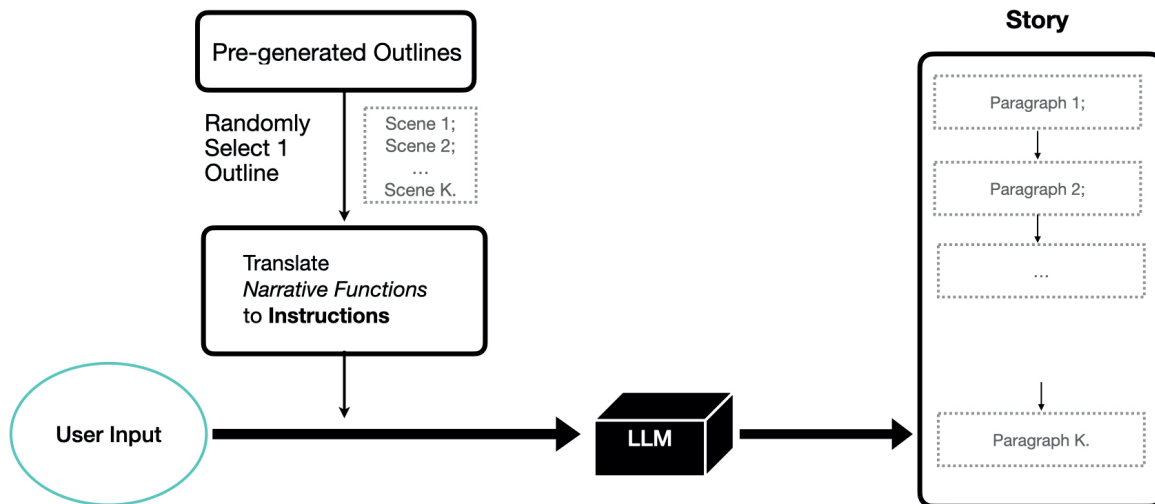 Story
Pre-generated Outlines
Randomly
Select 1
Outline
Scene 1;
Scene 2;
...
Scene K.
Translate
Narrative Functions
to Instructions
User Input
LLM
Paragraph 1;
Paragraph 2;
...
Paragraph K.